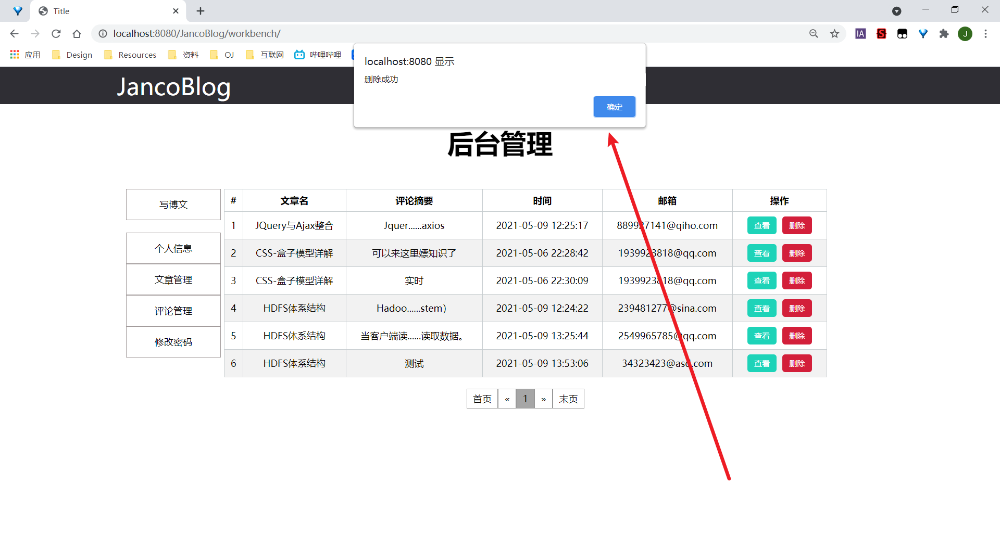 Title
localhost:8080/JancoBlog/workbench/
应用 Design Resources 资料 OJ 互联网 哔哩哔哩
localhost:8080 显示
删除成功
确定
JancoBlog
后台管理
写博文
个人信息
文章管理
评论管理
修改密码
# 文章名 评论摘要 时间 邮箱 操作
1 JQuery与Ajax整合 Jquer......axios 2021-05-09 12:25:17 889927141@qiho.com 查看 删除
2 CSS-盒子模型详解 可以来这里嫖知识了 2021-05-06 22:28:42 1939923818@qq.com 查看 删除
3 CSS-盒子模型详解 实时 2021-05-06 22:30:09 1939923818@qq.com 查看 删除
4 HDFS体系结构 Hadoo......stem） 2021-05-09 12:24:22 239481277@sina.com 查看 删除
5 HDFS体系结构 当客户端读......读取数据。 2021-05-09 13:25:44 2549965785@qq.com 查看 删除
6 HDFS体系结构 测试 2021-05-09 13:53:06 34323423@asd.com 查看 删除
首页 « 1 » 末页
IA
S
J